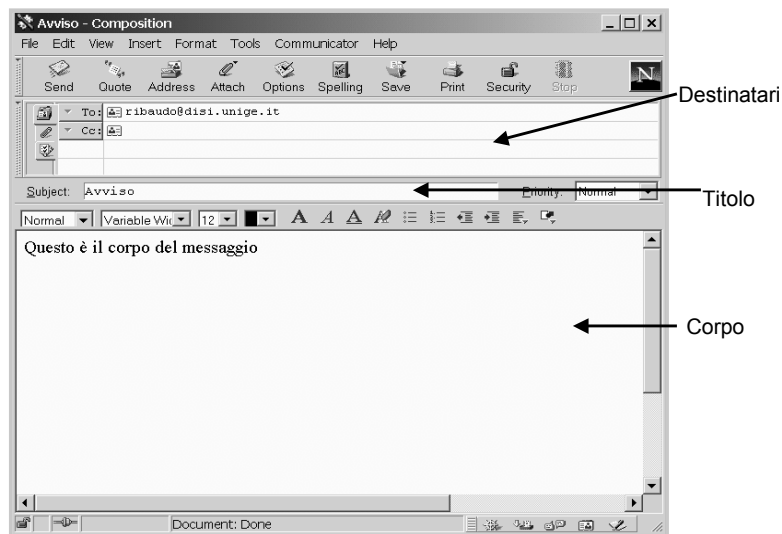 Avviso - Composition
File Edit View Insert Format Tools Communicator Help
Send Quote Address Attach Options Spelling Save Print Security Stop
N
Destinatari
To: ribaudo@disi.unige.it
Cc:
Subject: Avviso Priority: Normal
Titolo
Normal Variable Wi 12 A A A
Questo è il corpo del messaggio
Corpo
Document: Done